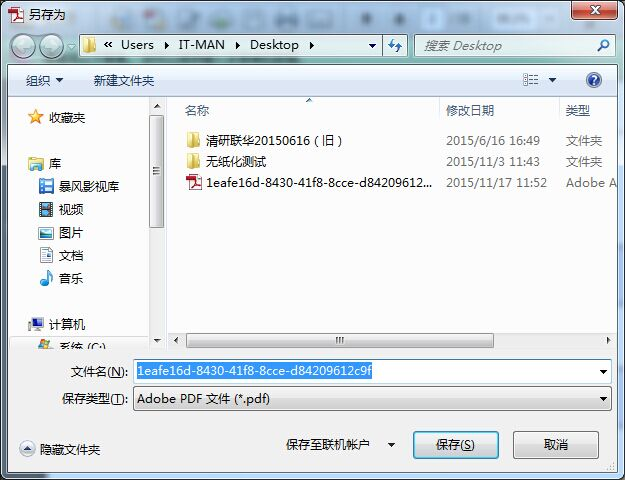 另存为
« Users ▸ IT-MAN ▸ Desktop ▸
搜索 Desktop
组织
新建文件夹
名称 修改日期 类型
收藏夹
库
暴风影视库
视频
图片
文档
音乐
计算机
系统 (C:)
清研联华20150616（旧） 2015/6/16 16:49 文件夹
无纸化测试 2015/11/3 11:43 文件夹
1eafe16d-8430-41f8-8cce-d84209612... 2015/11/17 11:52 Adobe A
文件名(N): 1eafe16d-8430-41f8-8cce-d84209612c9f
保存类型(T): Adobe PDF 文件 (*.pdf)
隐藏文件夹
保存至联机帐户
保存(S)
取消